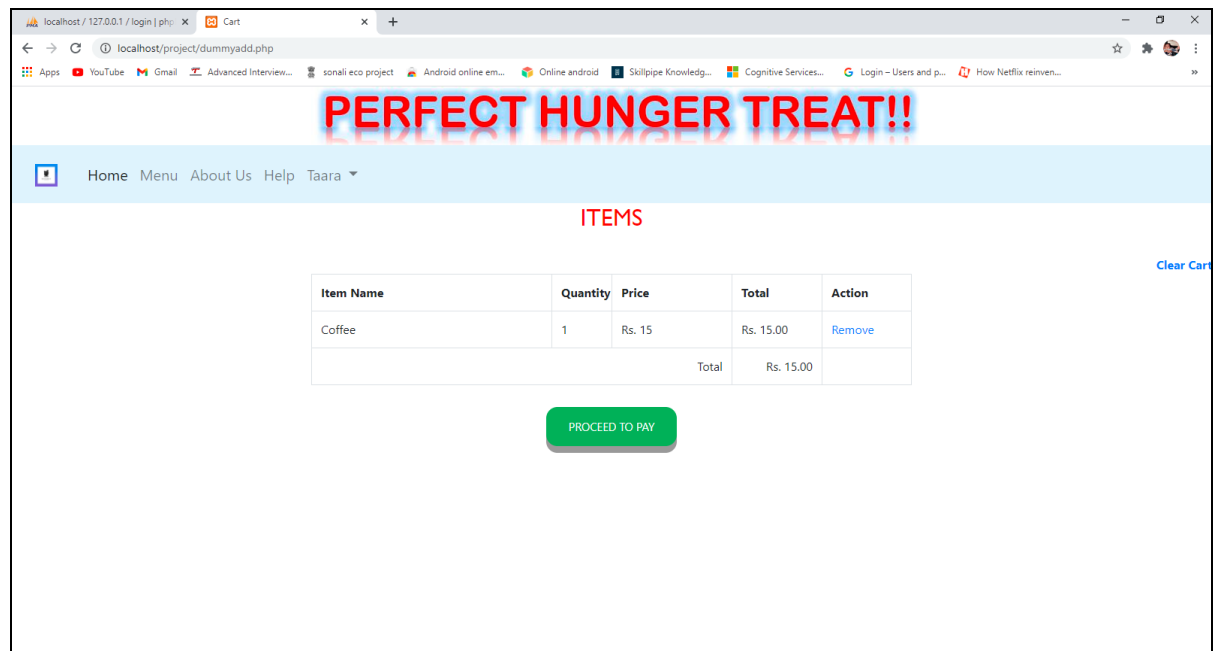 localhost / 127.0.0.1 / login | php
Cart
localhost/project/dummyadd.php
Apps YouTube Gmail Advanced Interview... sonali eco project Android online em... Online android Skillpipe Knowledg... Cognitive Services... Login – Users and p... How Netflix reinven... »
PERFECT HUNGER TREAT!!
Home Menu About Us Help Taara
ITEMS
Clear Cart
Item Name Quantity Price Total Action
Coffee 1 Rs. 15 Rs. 15.00 Remove
Total Rs. 15.00
PROCEED TO PAY